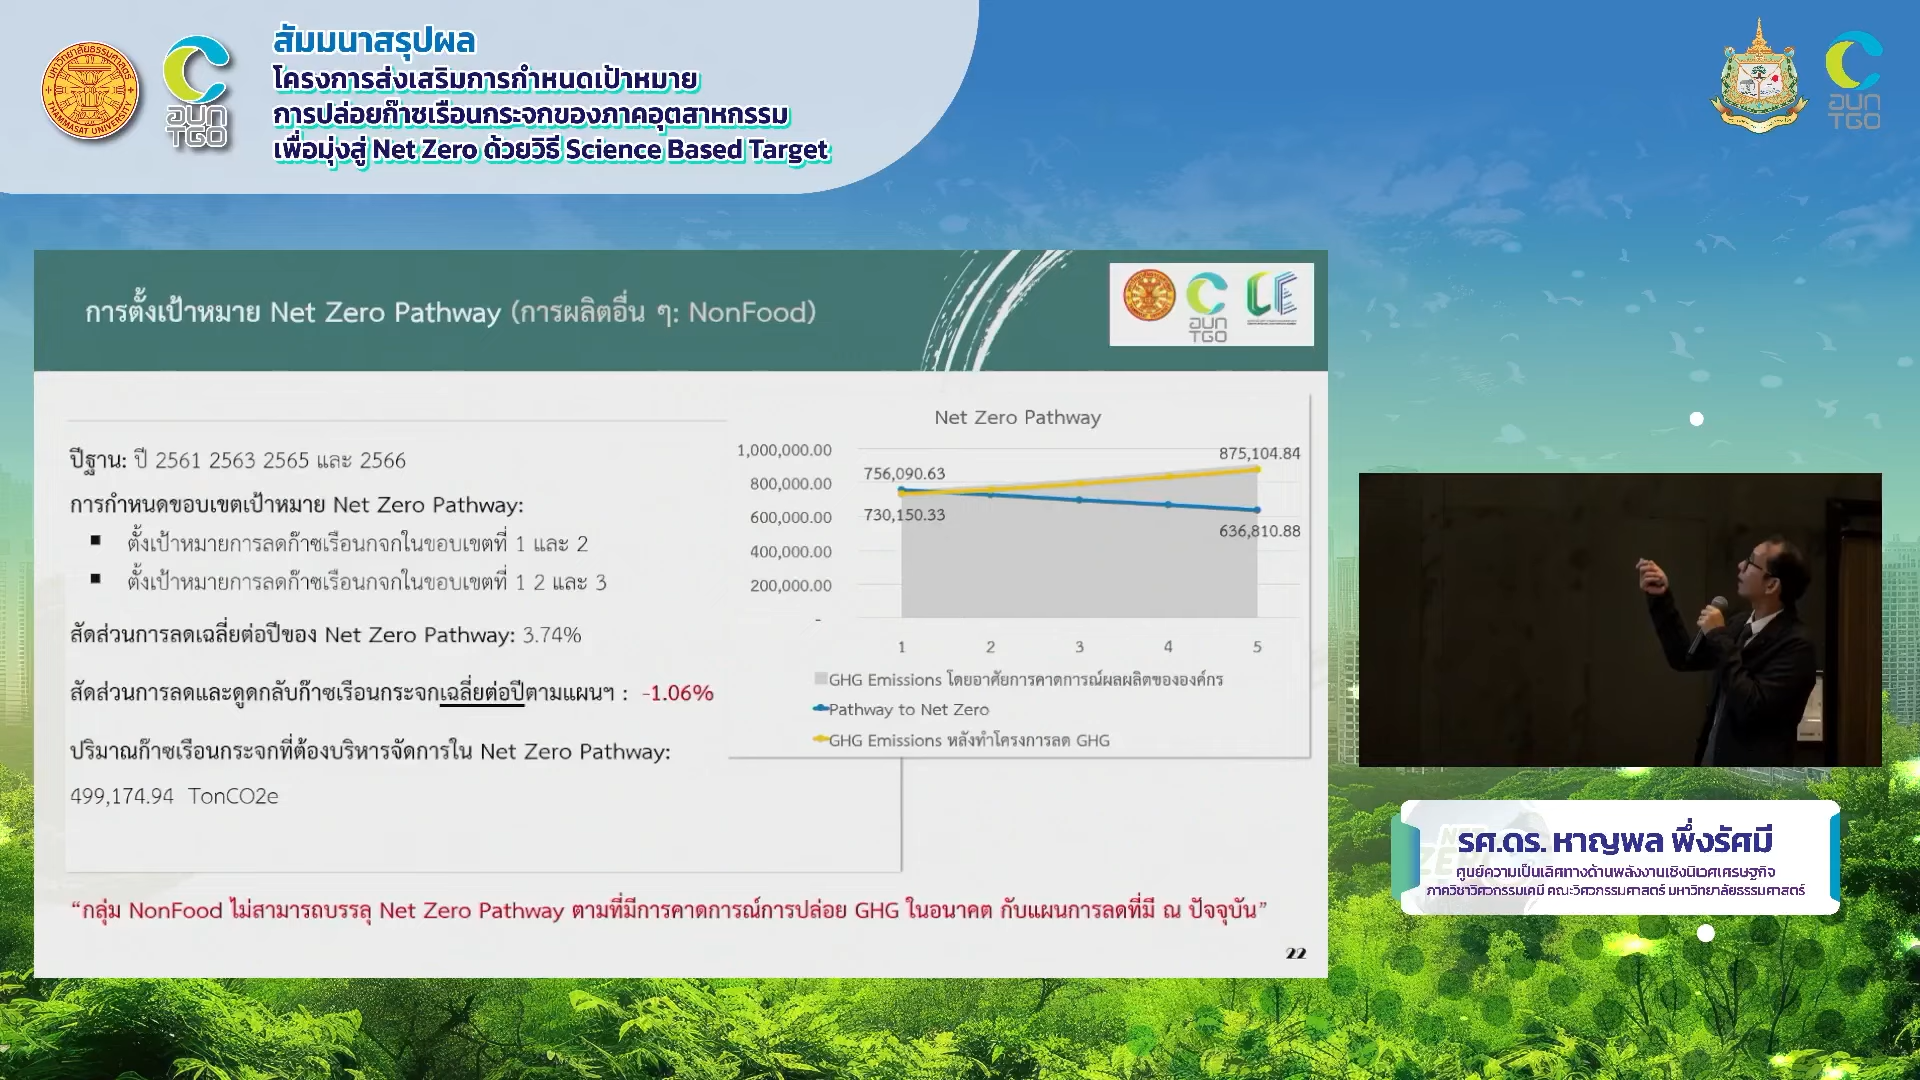 สัมมนาสรุปผล
โครงการส่งเสริมการกำหนดเป้าหมาย
การปล่อยก๊าซเรือนกระจกของภาคอุตสาหกรรม
เพื่อมุ่งสู่ Net Zero ด้วยวิธี Science Based Target
มหาวิทยาลัยธรรมศาสตร์
THAMMASAT UNIVERSITY
อบก
TGO
อบก
TGO
การตั้งเป้าหมาย Net Zero Pathway (การผลิตอื่น ๆ: NonFood)
อบก
TGO
ปีฐาน: ปี 2561 2563 2565 และ 2566
การกำหนดขอบเขตเป้าหมาย Net Zero Pathway:
▪ ตั้งเป้าหมายการลดก๊าซเรือนกจกในขอบเขตที่ 1 และ 2
▪ ตั้งเป้าหมายการลดก๊าซเรือนกจกในขอบเขตที่ 1 2 และ 3
สัดส่วนการลดเฉลี่ยต่อปีของ Net Zero Pathway: 3.74%
สัดส่วนการลดและดูดกลับก๊าซเรือนกระจกเฉลี่ยต่อปีตามแผนฯ : -1.06%
ปริมาณก๊าซเรือนกระจกที่ต้องบริหารจัดการใน Net Zero Pathway:
499,174.94 TonCO2e
Net Zero Pathway
1,000,000.00
800,000.00
600,000.00
400,000.00
200,000.00
-
756,090.63
730,150.33
875,104.84
636,810.88
1 2 3 4 5
GHG Emissions โดยอาศัยการคาดการณ์ผลผลิตขององค์กร
Pathway to Net Zero
GHG Emissions หลังทำโครงการลด GHG
“กลุ่ม NonFood ไม่สามารถบรรลุ Net Zero Pathway ตามที่มีการคาดการณ์การปล่อย GHG ในอนาคต กับแผนการลดที่มี ณ ปัจจุบัน”
22
รศ.ดร. หาญพล พึ่งรัศมี
ศูนย์ความเป็นเลิศทางด้านพลังงานเชิงนิเวศเศรษฐกิจ
ภาควิชาวิศวกรรมเคมี คณะวิศวกรรมศาสตร์ มหาวิทยาลัยธรรมศาสตร์